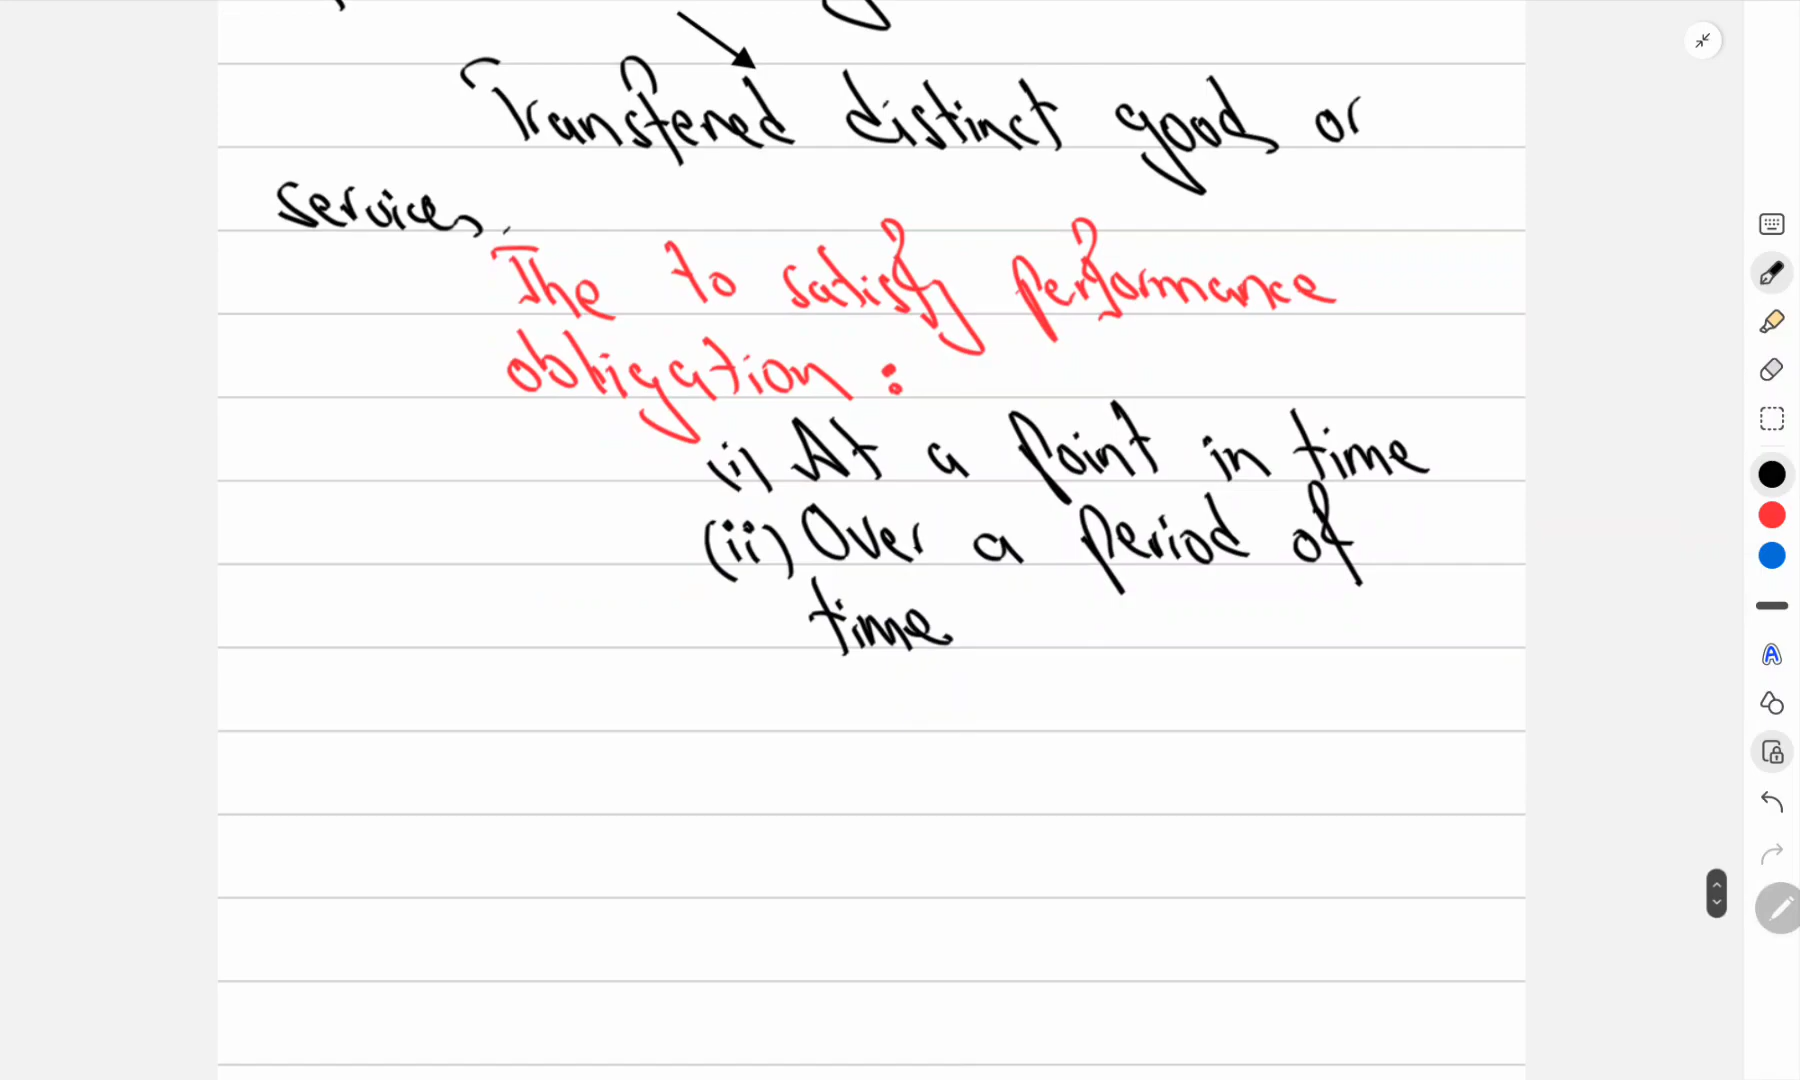 Transfered distinct good or
services.
The to satisfy performance
obligation :
(i) At a point in time
(ii) Over a period of
time